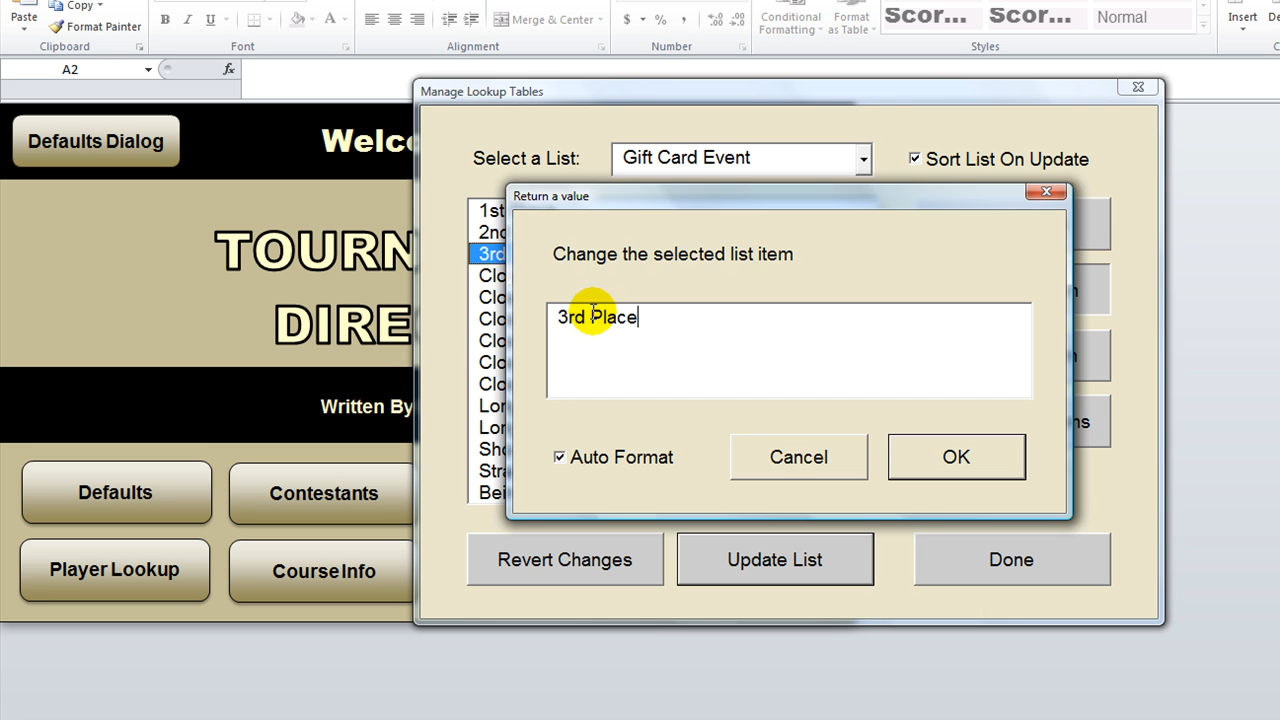 Copy
Paste
Format Painter
B I U
A
Merge & Center
$ % ,
Conditional
Formatting
Format
as Table
Scor... Scor... Normal
Insert
Clipboard
Font
Alignment
Number
Styles
A2
fx
Manage Lookup Tables
Defaults Dialog
Welco
Select a List:
Gift Card Event
Sort List On Update
Return a value
1st
2nd
3rd
Clo
Clo
Clo
Clo
Clo
Clo
Lon
Lon
Sho
Stra
Bei
Change the selected list item
3rd Place
Auto Format
Cancel
OK
TOURN
DIRE
Written By
Defaults
Contestants
Player Lookup
Course Info
Revert Changes
Update List
Done